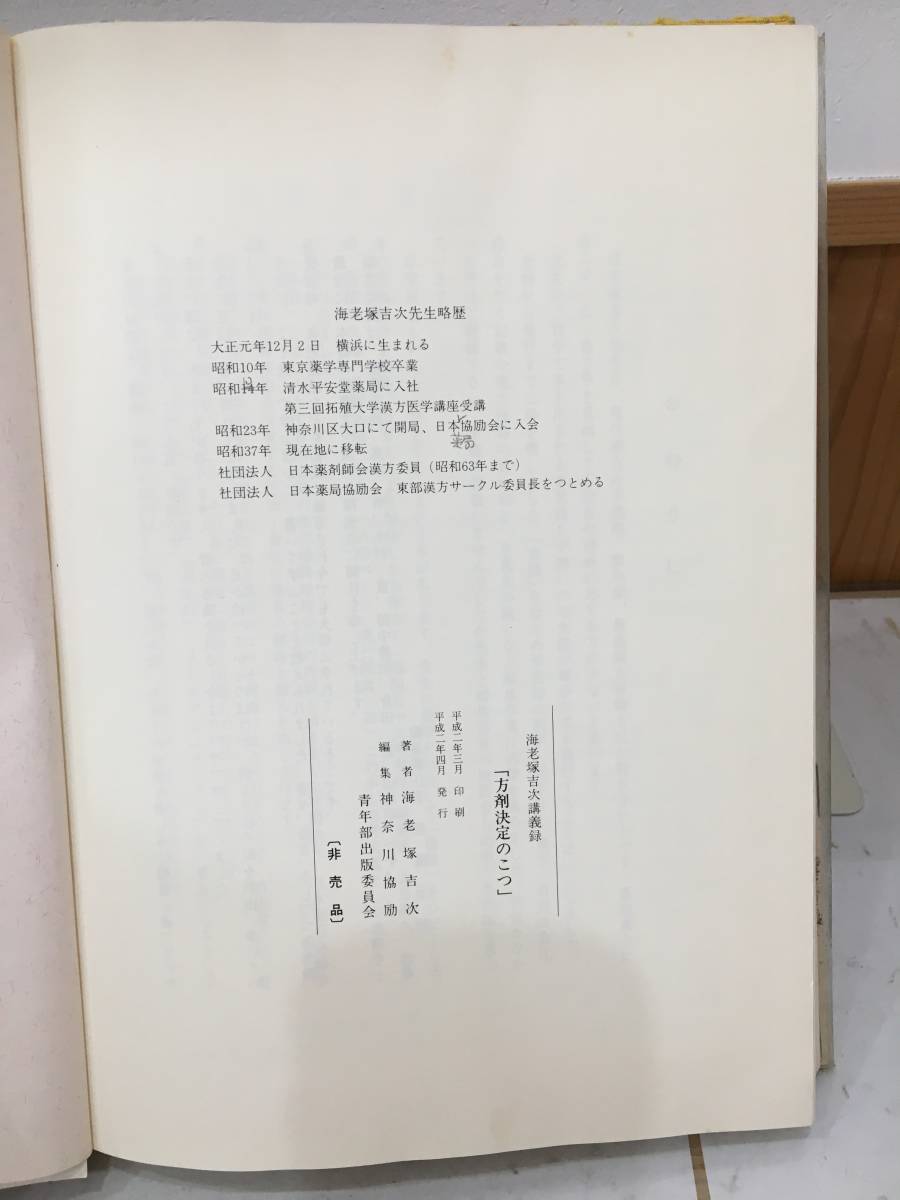 海老塚吉次先生略歴
大正元年12月2日 横浜に生まれる
昭和10年 東京薬学専門学校卒業
昭和年 清水平安堂薬局に入社
第三回拓殖大学漢方医学講座受講
昭和23年 神奈川区大口にて開局、日本協励会に入会
薬局
昭和37年 現在地に移転
社団法人 日本薬剤師会漢方委員(昭和63年まで)
社団法人 日本薬局協励会 東部漢方サークル委員長をつとめる
海老塚吉次講義録
「方剤決定のこつ」
平成二年三月 印刷
平成二年四月 発行
著者 海老塚吉次
編集 神奈川協励
青年部出版委員会
〔非売品〕